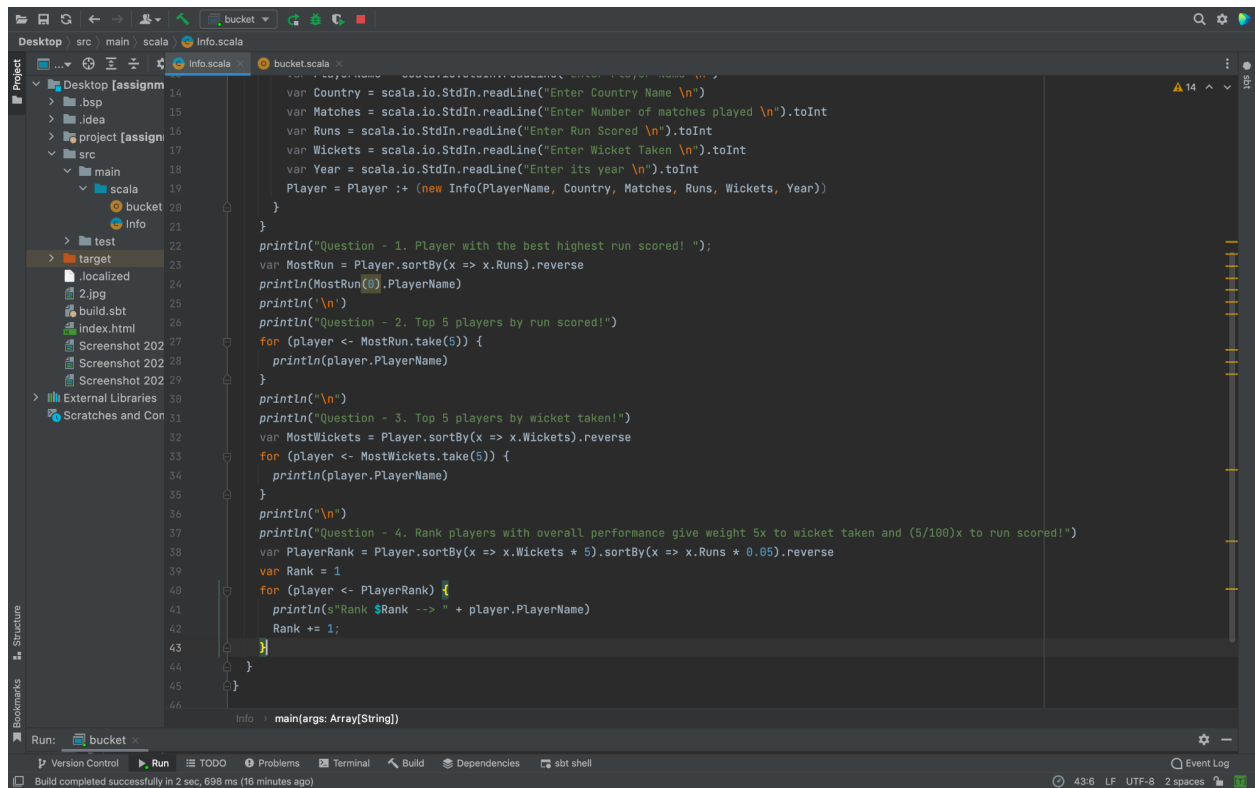 bucket
Desktop 〉 src 〉 main 〉 scala 〉 Info.scala
Project
...
Info.scala
bucket.scala
sbt
Desktop [assignm
.bsp
.idea
project [assign
src
main
scala
bucket
Info
test
target
.localized
2.jpg
build.sbt
index.html
Screenshot 202
Screenshot 202
Screenshot 202
External Libraries
Scratches and Con
14
14 var Country = scala.io.StdIn.readLine("Enter Country Name \n")
15 var Matches = scala.io.StdIn.readLine("Enter Number of matches played \n").toInt
16 var Runs = scala.io.StdIn.readLine("Enter Run Scored \n").toInt
17 var Wickets = scala.io.StdIn.readLine("Enter Wicket Taken \n").toInt
18 var Year = scala.io.StdIn.readLine("Enter its year \n").toInt
19 Player = Player :+ (new Info(PlayerName, Country, Matches, Runs, Wickets, Year))
20 }
21 }
22 println("Question - 1. Player with the best highest run scored! ");
23 var MostRun = Player.sortBy(x => x.Runs).reverse
24 println(MostRun(0).PlayerName)
25 println('\n')
26 println("Question - 2. Top 5 players by run scored!")
27 for (player <- MostRun.take(5)) {
28 println(player.PlayerName)
29 }
30 println("\n")
31 println("Question - 3. Top 5 players by wicket taken!")
32 var MostWickets = Player.sortBy(x => x.Wickets).reverse
33 for (player <- MostWickets.take(5)) {
34 println(player.PlayerName)
35 }
36 println("\n")
37 println("Question - 4. Rank players with overall performance give weight 5x to wicket taken and (5/100)x to run scored!")
38 var PlayerRank = Player.sortBy(x => x.Wickets * 5).sortBy(x => x.Runs * 0.05).reverse
39 var Rank = 1
40 for (player <- PlayerRank) {
41 println(s"Rank $Rank --> " + player.PlayerName)
42 Rank += 1;
43 }
44 }
45 }
46
Info 〉 main(args: Array[String])
Structure
Bookmarks
Run: bucket
Version Control Run TODO Problems Terminal Build Dependencies sbt shell Event Log
Build completed successfully in 2 sec, 698 ms (16 minutes ago) 43:6 LF UTF-8 2 spaces